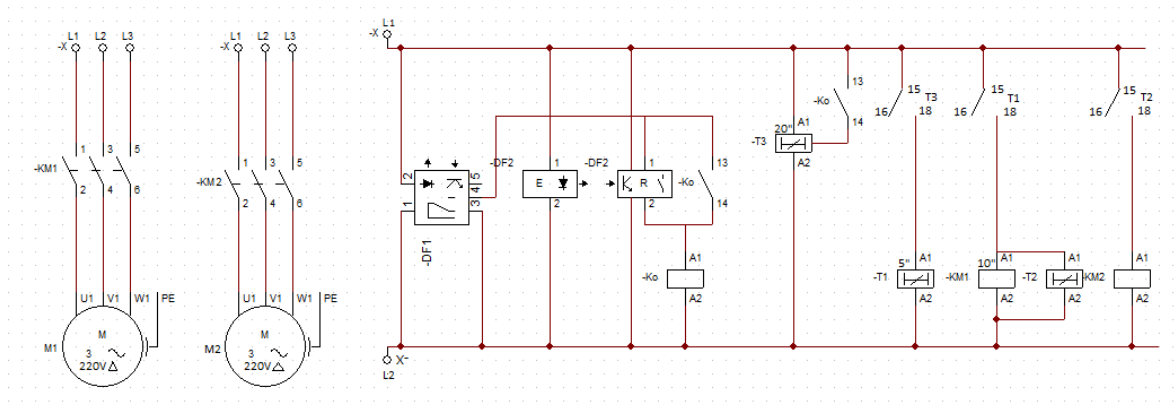 L1 L2 L3
-X
1 3 5
-KM1
2 4 6
U1 V1 W1 PE
M
M1 3
220V
L1 L2 L3
-X
1 3 5
-KM2
2 4 6
U1 V1 W1 PE
M
M2 3
220V
L1
-X
2 5
4
1 3
-DF1
-DF2
1
E
2
-DF2
1
R
2
13
-Ko
14
A1
-Ko
A2
20" A1
-T3
A2
13
-Ko
14
15
16 T3
18
5" A1
-T1
A2
15
16 T1
18
10" A1
-KM1
A2
A1
-T2
A2
15
16 T2
18
A1
-KM2
A2
X-
L2